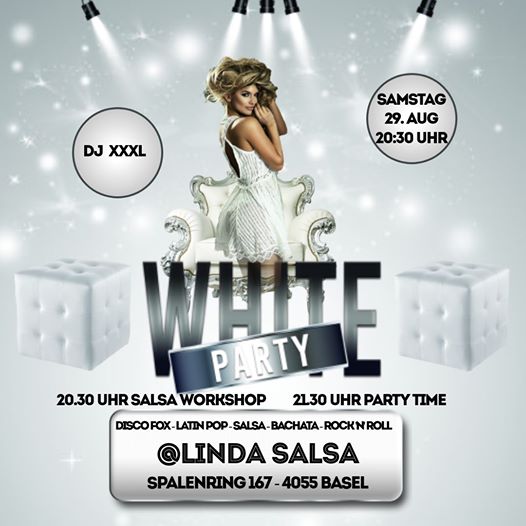 DJ XXXL
SAMSTAG
29. AUG
20:30 UHR
WHITE
PARTY
20.30 UHR SALSA WORKSHOP 21.30 UHR PARTY TIME
DISCO FOX - LATIN POP - SALSA - BACHATA - ROCK N' ROLL
@LINDA SALSA
SPALENRING 167 - 4055 BASEL